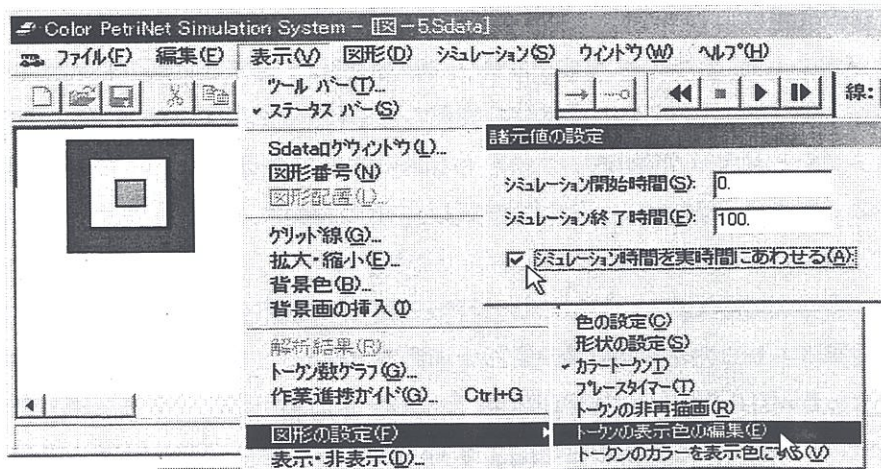 Color PetriNet Simulation System - [図-5.Sdata]
ファイル(F) 編集(E) 表示(V) 図形(D) シミュレーション(S) ウィンドウ(W) ヘルプ(H)
線:
ツール バー(T)...
ステータス バー(S)
Sdataログウィンドウ(L)...
図形番号(N)
図形配置(L)...
グリッド線(G)...
拡大・縮小(E)...
背景色(B)...
背景画の挿入(I)
解析結果(R)...
トークン数グラフ(G)...
作業進捗ガイド(G)... Ctrl+G
図形の設定(F)
表示・非表示(D)...
諸元値の設定
シミュレーション開始時間(S): 0.
シミュレーション終了時間(E): 100.
シミュレーション時間を実時間にあわせる(A)
色の設定(C)
形状の設定(S)
カラートークン(T)
プレースタイマー(T)
トークンの非再描画(R)
トークンの表示色の編集(E)
トークンのカラーを表示色にする(V)